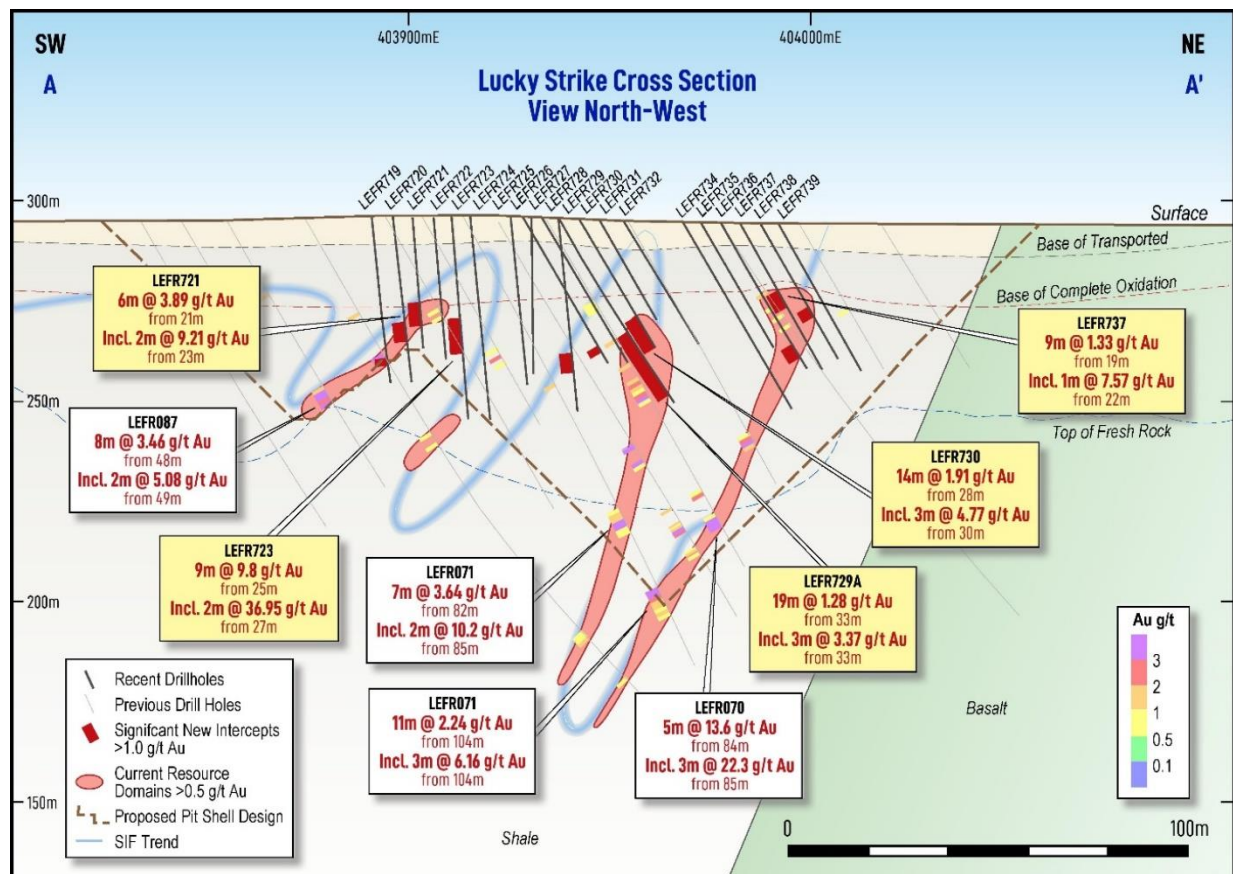 SW
A
403900mE
404000mE
NE
A'
Lucky Strike Cross Section
View North-West
LEFR719
LEFR720
LEFR721
LEFR722
LEFR723
LEFR724
LEFR725
LEFR726
LEFR727
LEFR728
LEFR729
LEFR730
LEFR731
LEFR732
LEFR734
LEFR735
LEFR736
LEFR737
LEFR738
LEFR739
300m
250m
200m
150m
Surface
Base of Transported
Base of Complete Oxidation
Top of Fresh Rock
LEFR721
6m @ 3.89 g/t Au
from 21m
Incl. 2m @ 9.21 g/t Au
from 23m
LEFR087
8m @ 3.46 g/t Au
from 48m
Incl. 2m @ 5.08 g/t Au
from 49m
LEFR723
9m @ 9.8 g/t Au
from 25m
Incl. 2m @ 36.95 g/t Au
from 27m
LEFR071
7m @ 3.64 g/t Au
from 82m
Incl. 2m @ 10.2 g/t Au
from 85m
LEFR071
11m @ 2.24 g/t Au
from 104m
Incl. 3m @ 6.16 g/t Au
from 104m
LEFR070
5m @ 13.6 g/t Au
from 84m
Incl. 3m @ 22.3 g/t Au
from 85m
LEFR729A
19m @ 1.28 g/t Au
from 33m
Incl. 3m @ 3.37 g/t Au
from 33m
LEFR730
14m @ 1.91 g/t Au
from 28m
Incl. 3m @ 4.77 g/t Au
from 30m
LEFR737
9m @ 1.33 g/t Au
from 19m
Incl. 1m @ 7.57 g/t Au
from 22m
Recent Drillholes
Previous Drill Holes
Signifcant New Intercepts
>1.0 g/t Au
Current Resource
Domains >0.5 g/t Au
Proposed Pit Shell Design
SIF Trend
Shale
Basalt
Au g/t
3
2
1
0.5
0.1
0
100m